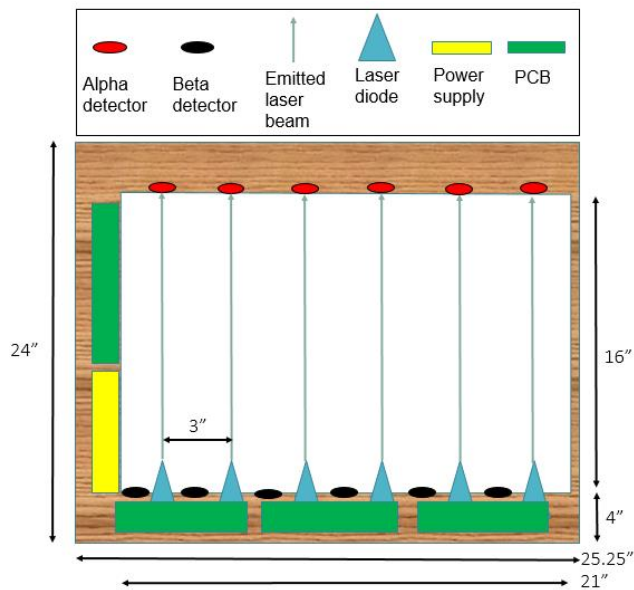 Alpha
detector
Beta
detector
Emitted
laser
beam
Laser
diode
Power
supply
PCB
24”
3”
16”
4”
25.25”
21”